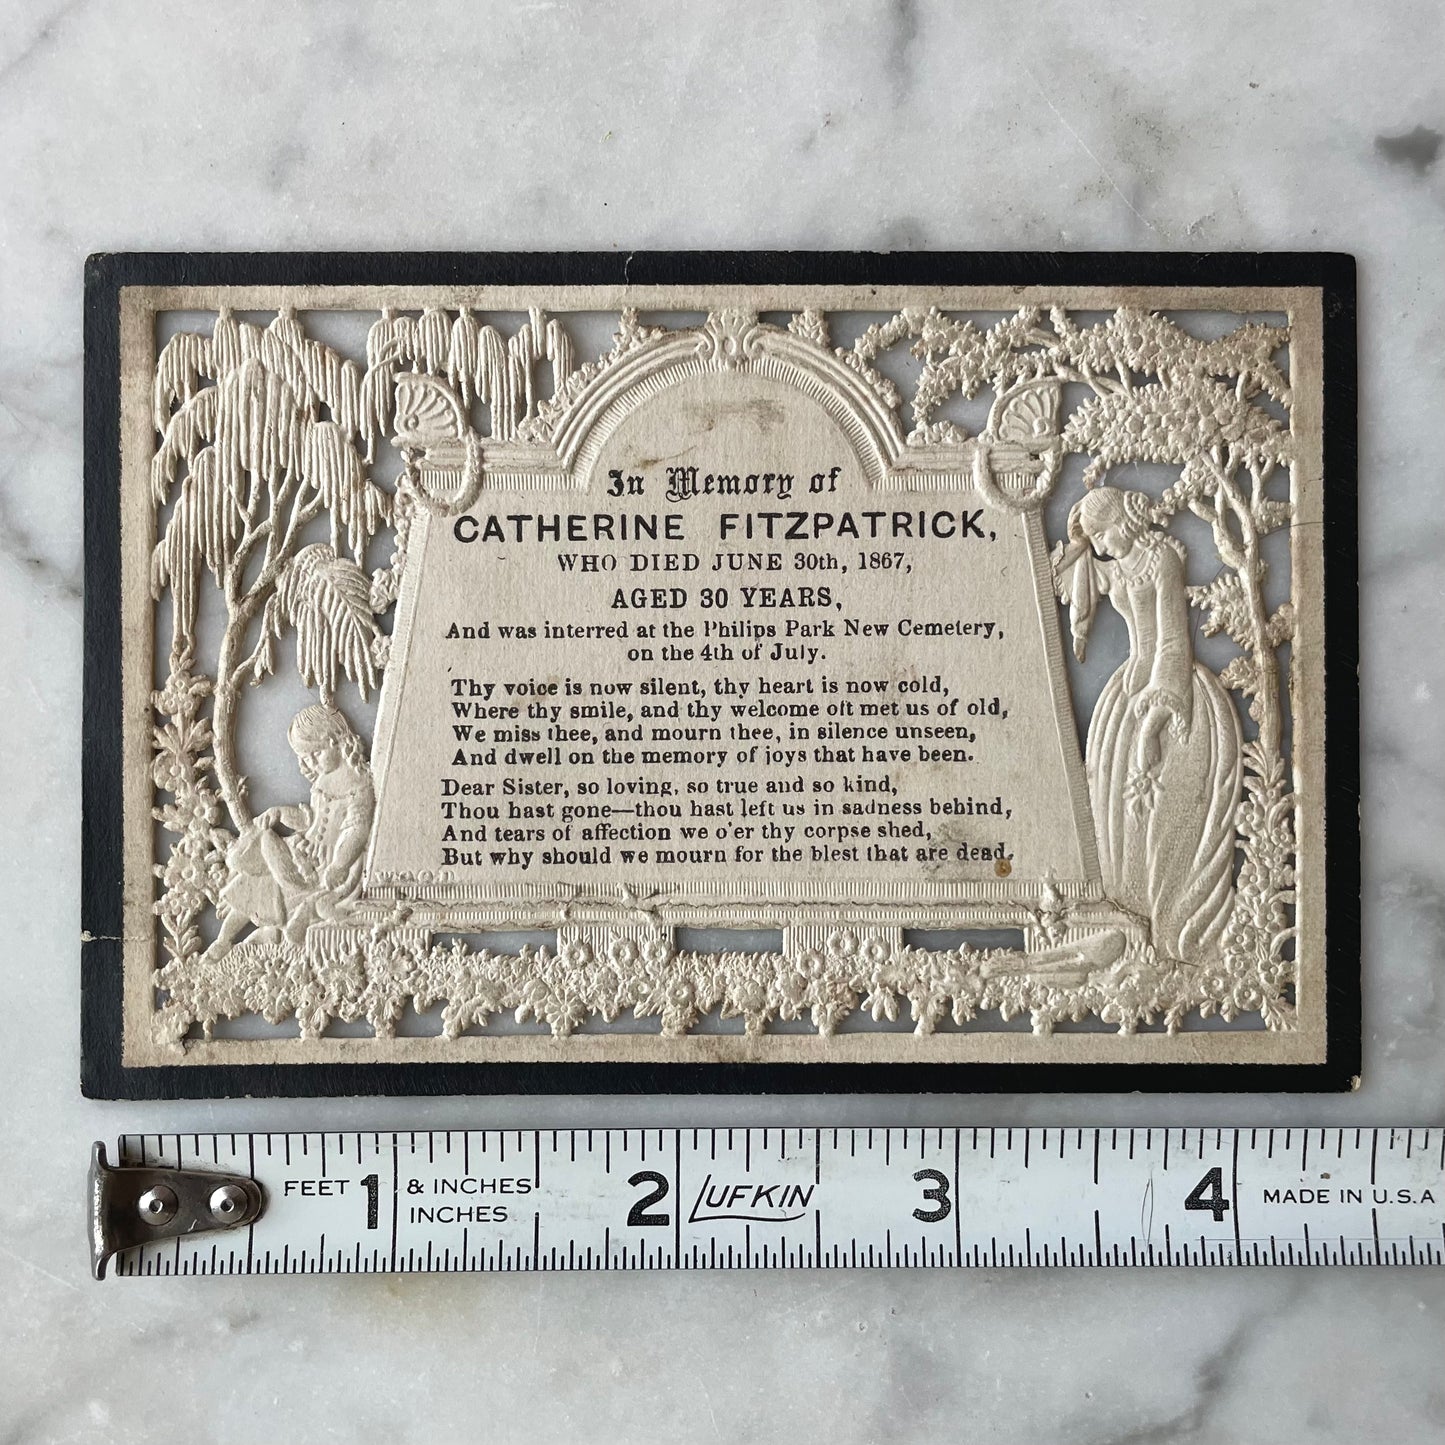 In Memory of
CATHERINE FITZPATRICK,
WHO DIED JUNE 30th, 1867,
AGED 30 YEARS,
And was interred at the Philips Park New Cemetery,
on the 4th of July.
Thy voice is now silent, thy heart is now cold,
Where thy smile, and thy welcome oft met us of old,
We miss thee, and mourn thee, in silence unseen,
And dwell on the memory of joys that have been.
Dear Sister, so loving, so true and so kind,
Thou hast gone—thou hast left us in sadness behind,
And tears of affection we o'er thy corpse shed,
But why should we mourn for the blest that are dead.
WOOD
FEET 1 & INCHES 2 LUFKIN 3 4 MADE IN U.S.A
INCHES